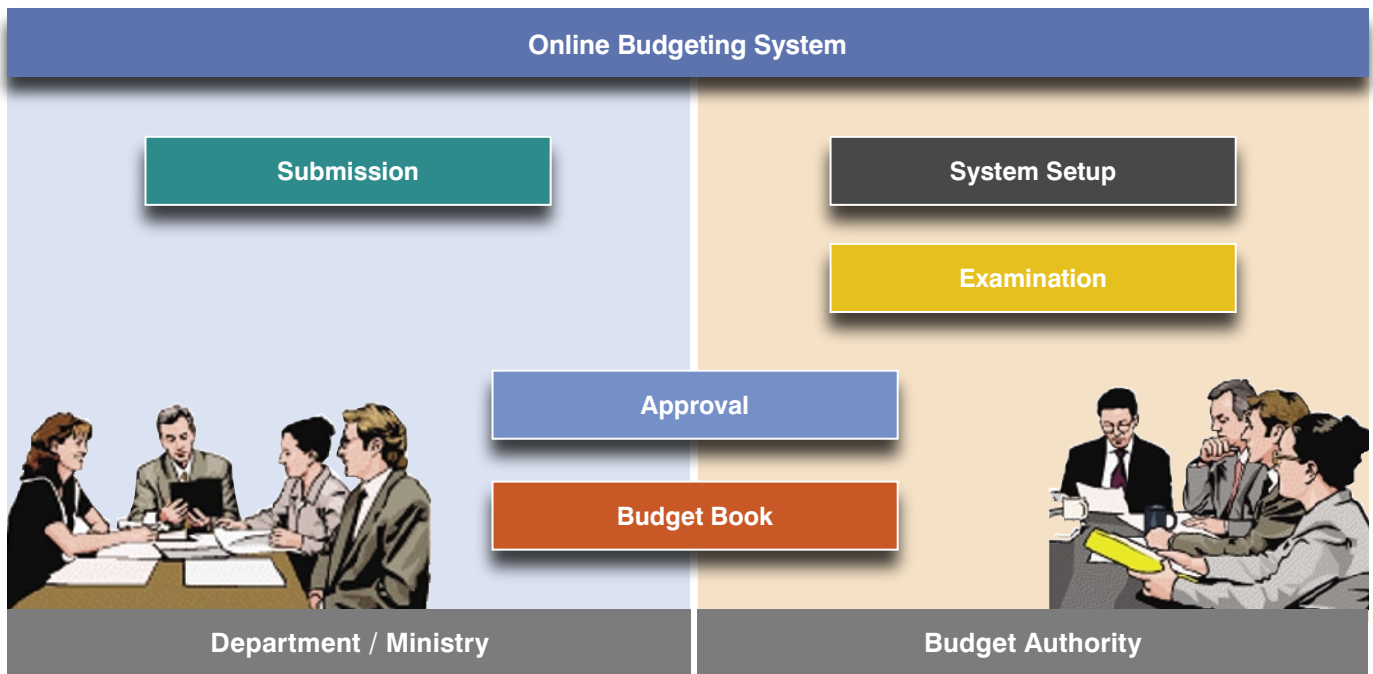 Online Budgeting System
Submission
System Setup
Examination
Approval
Budget Book
Department / Ministry
Budget Authority